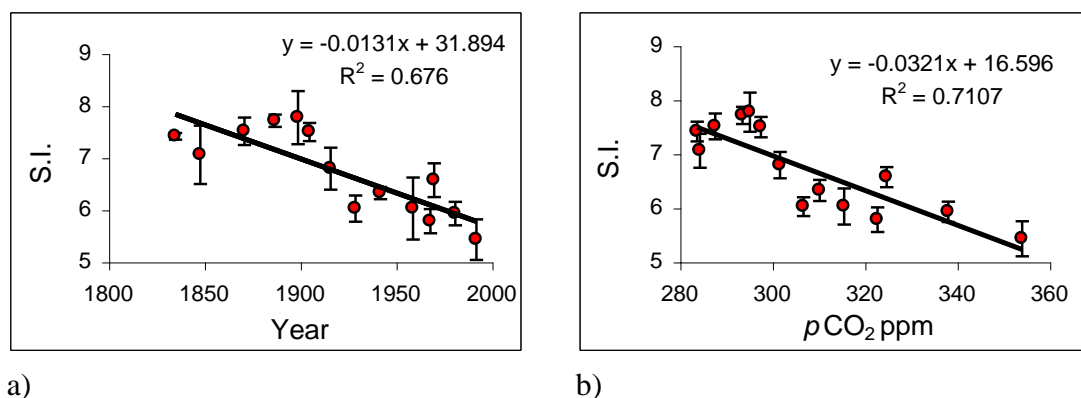 y = -0.0131x + 31.894
R² = 0.676
9
8
7
6
5
S.I.
1800 1850 1900 1950 2000
Year
a)
y = -0.0321x + 16.596
R² = 0.7107
9
8
7
6
5
S.I.
280 300 320 340 360
pCO₂ ppm
b)